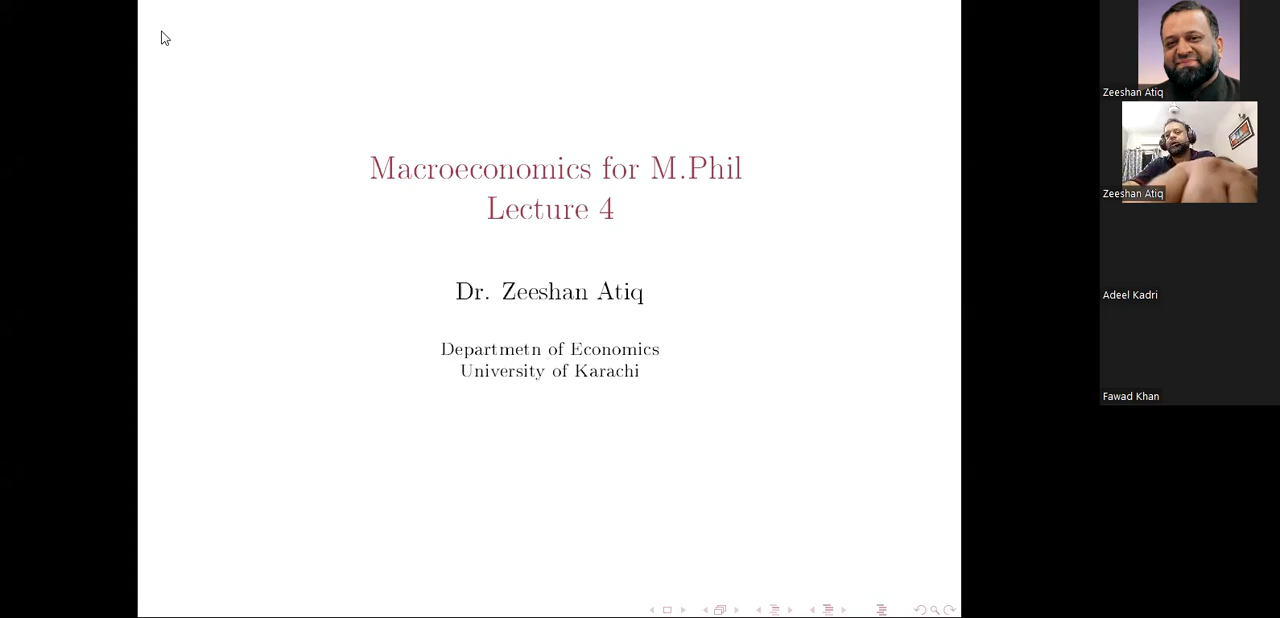 Macroeconomics for M.Phil
Lecture 4
Dr. Zeeshan Atiq
Departmetn of Economics
University of Karachi
Zeeshan Atiq
Zeeshan Atiq
Adeel Kadri
Fawad Khan